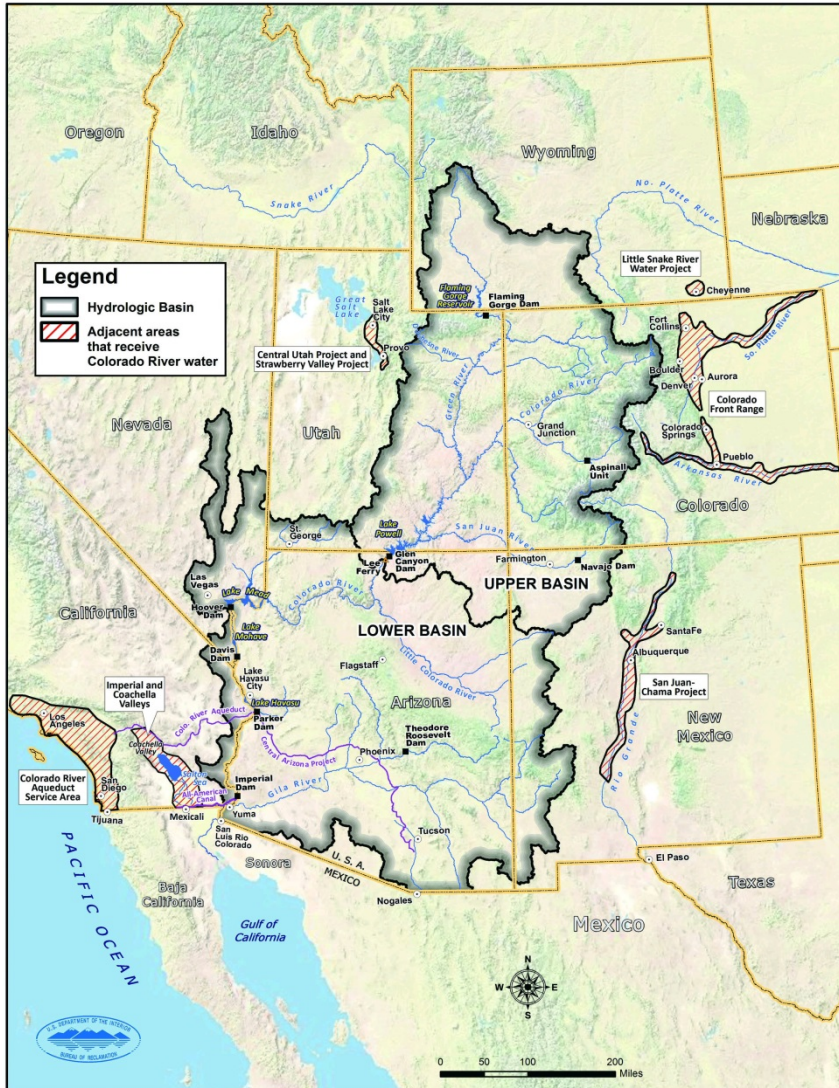 Oregon
Idaho
Wyoming
Snake River
No. Platte River
Nebraska
Legend
Hydrologic Basin
Adjacent areas
that receive
Colorado River water
Great
Salt
Lake
Salt
Lake
City
Provo
Central Utah Project and
Strawberry Valley Project
Flaming
Gorge
Reservoir
Flaming
Gorge Dam
Little Snake River
Water Project
Cheyenne
Fort
Collins
So. Platte River
Boulder
Denver
Aurora
Colorado
Front Range
Green River
Colorado River
Grand
Junction
Aspinall
Unit
Colorado
Springs
Pueblo
Arkansas River
Colorado
Nevada
Utah
St.
George
Lake
Powell
San Juan River
Lee
Ferry
Glen
Canyon
Dam
Farmington
Navajo Dam
UPPER BASIN
Las
Vegas
Lake Mead
Hoover
Dam
Colorado River
LOWER BASIN
California
Lake
Mohave
Davis
Dam
Lake
Havasu
City
Flagstaff
Little Colorado River
SantaFe
Albuquerque
San Juan-
Chama Project
Imperial and
Coachella
Valleys
Colo. River Aqueduct
Lake Havasu
Parker
Dam
Arizona
Theodore
Roosevelt
Dam
New
Mexico
Rio Grande
Los
Angeles
Coachella
Valley
Salton
Sea
Central Arizona Project
Phoenix
Colorado River
Aqueduct
Service Area
San
Diego
Tijuana
All-American
Canal
Mexicali
Imperial
Dam
Yuma
Gila River
San
Luis Rio
Colorado
Tucson
Sonora
U. S. A.
MEXICO
Nogales
El Paso
Texas
PACIFIC OCEAN
Baja
California
Gulf of
California
Mexico
N
W
E
S
U.S. DEPARTMENT OF THE INTERIOR
BUREAU OF RECLAMATION
0 50 100 200
Miles